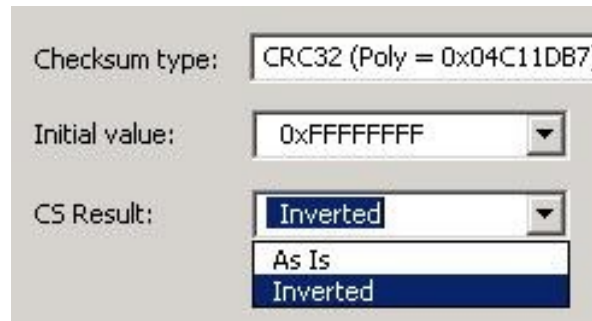 Checksum type: CRC32 (Poly = 0x04C11DB7)
Initial value: 0xFFFFFFFF
CS Result: Inverted
As Is
Inverted